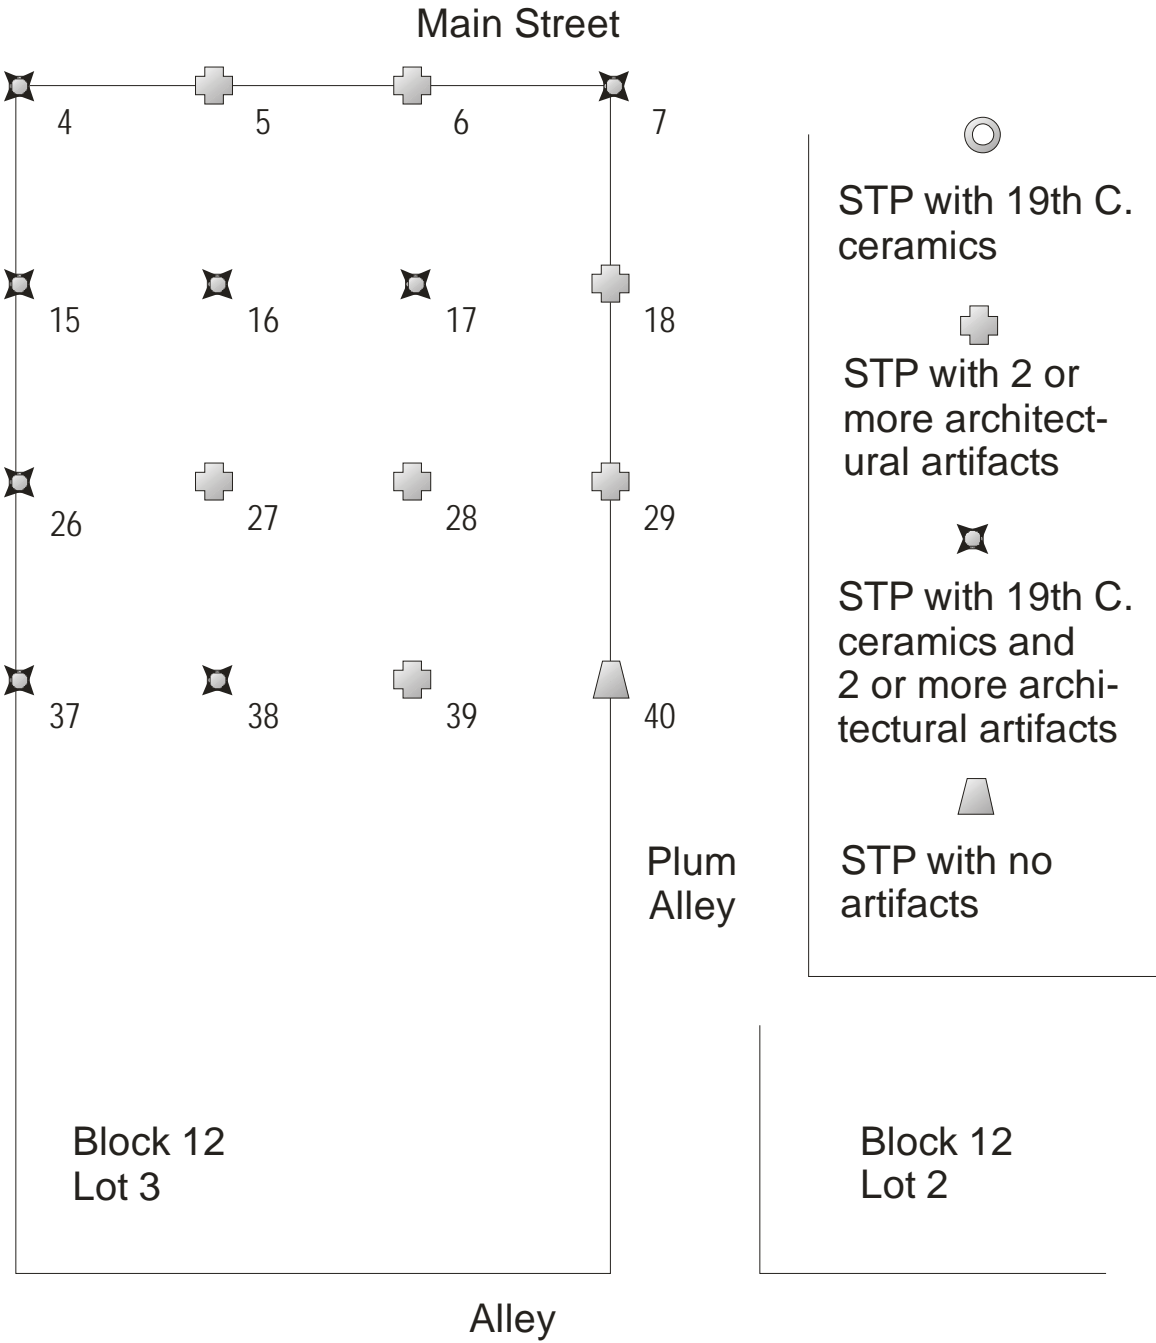 Main Street
4 5 6 7
15 16 17 18
26 27 28 29
37 38 39 40
STP with 19th C.
ceramics
STP with 2 or
more architect-
ural artifacts
STP with 19th C.
ceramics and
2 or more archi-
tectural artifacts
STP with no
artifacts
Plum
Alley
Block 12
Lot 3
Block 12
Lot 2
Alley